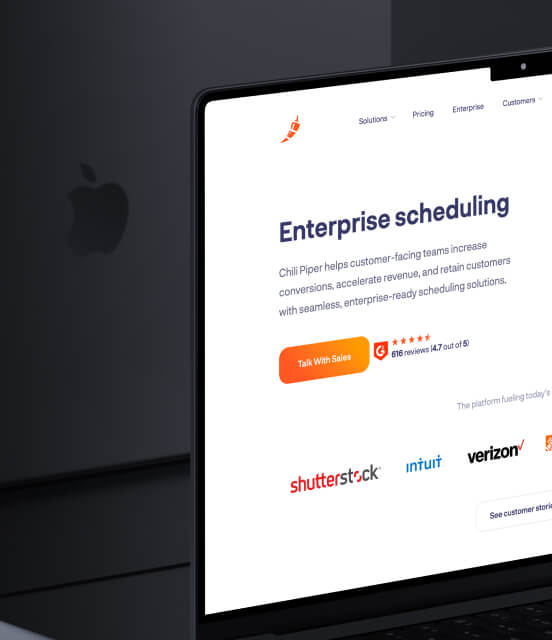 Solutions Pricing Enterprise Customers
Enterprise scheduling
Chili Piper helps customer-facing teams increase
conversions, accelerate revenue, and retain customers
with seamless, enterprise-ready scheduling solutions.
Talk With Sales
616 reviews (4.7 out of 5)
The platform fueling today's
shutterstock intuit verizon
See customer stories